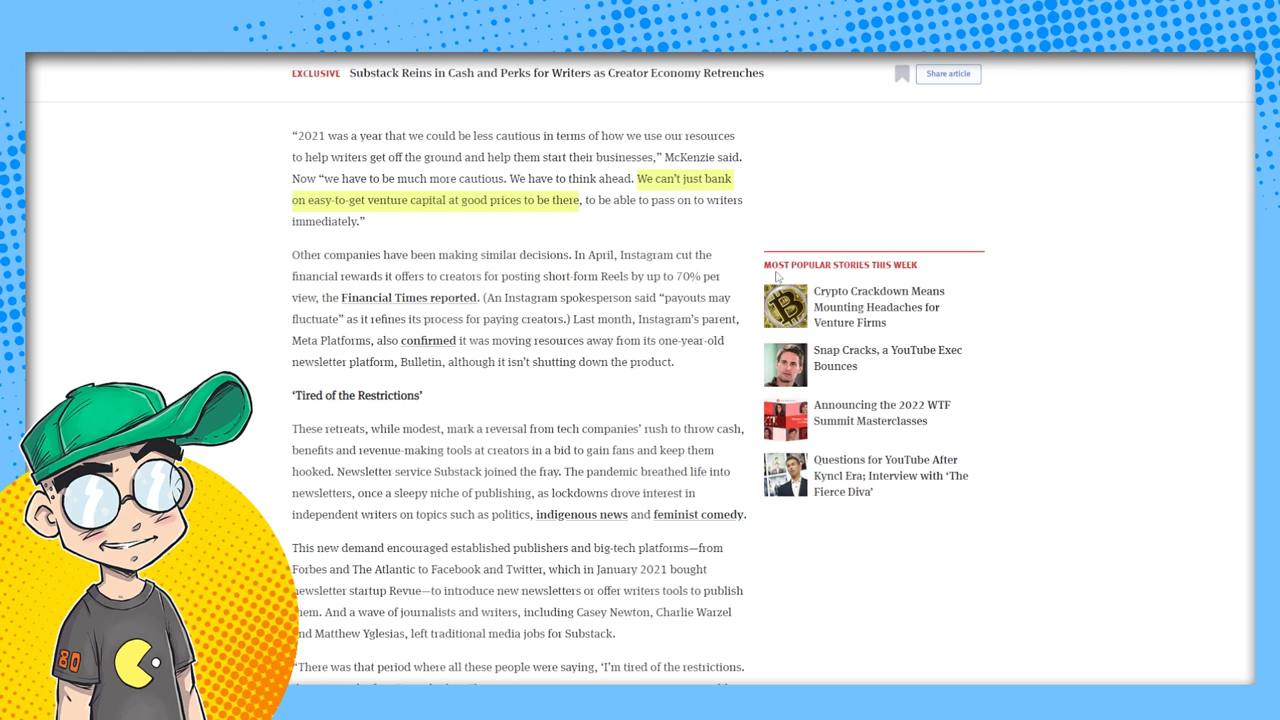 EXCLUSIVE Substack Reins in Cash and Perks for Writers as Creator Economy Retrenches
Share article
“2021 was a year that we could be less cautious in terms of how we use our resources
to help writers get off the ground and help them start their businesses,” McKenzie said.
Now “we have to be much more cautious. We have to think ahead. We can’t just bank
on easy-to-get venture capital at good prices to be there, to be able to pass on to writers
immediately.”
Other companies have been making similar decisions. In April, Instagram cut the
financial rewards it offers to creators for posting short-form Reels by up to 70% per
view, the Financial Times reported. (An Instagram spokesperson said “payouts may
fluctuate” as it refines its process for paying creators.) Last month, Instagram’s parent,
Meta Platforms, also confirmed it was moving resources away from its one-year-old
newsletter platform, Bulletin, although it isn’t shutting down the product.
‘Tired of the Restrictions’
These retreats, while modest, mark a reversal from tech companies’ rush to throw cash,
benefits and revenue-making tools at creators in a bid to gain fans and keep them
hooked. Newsletter service Substack joined the fray. The pandemic breathed life into
newsletters, once a sleepy niche of publishing, as lockdowns drove interest in
independent writers on topics such as politics, indigenous news and feminist comedy.
This new demand encouraged established publishers and big-tech platforms—from
Forbes and The Atlantic to Facebook and Twitter, which in January 2021 bought
newsletter startup Revue—to introduce new newsletters or offer writers tools to publish
them. And a wave of journalists and writers, including Casey Newton, Charlie Warzel
and Matthew Yglesias, left traditional media jobs for Substack.
“There was that period where all these people were saying, ‘I’m tired of the restrictions.
MOST POPULAR STORIES THIS WEEK
Crypto Crackdown Means
Mounting Headaches for
Venture Firms
Snap Cracks, a YouTube Exec
Bounces
Announcing the 2022 WTF
Summit Masterclasses
Questions for YouTube After
Kyncl Era; Interview with ‘The
Fierce Diva’
80